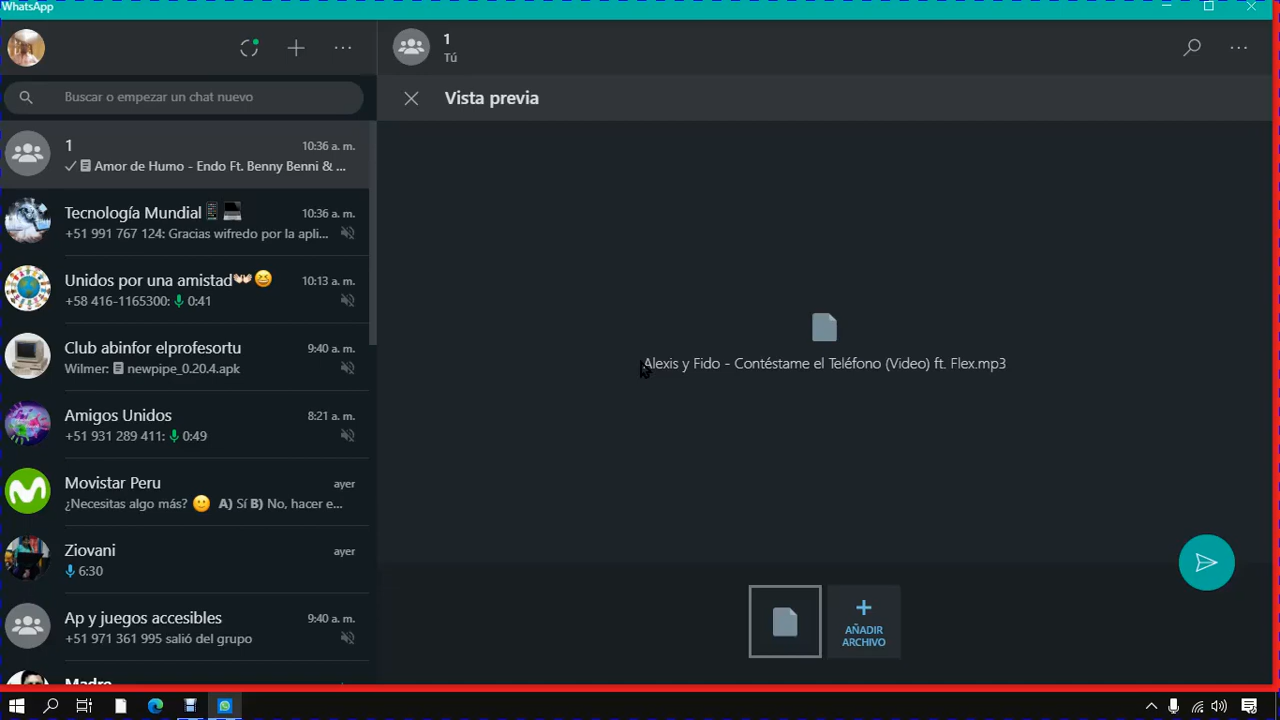 WhatsApp
1
Tú
Buscar o empezar un chat nuevo
Vista previa
1
10:36 a. m.
Amor de Humo - Endo Ft. Benny Benni & ...
Tecnología Mundial
10:36 a. m.
+51 991 767 124: Gracias wifredo por la apli...
Unidos por una amistad
10:13 a. m.
+58 416-1165300: 0:41
Club abinfor elprofesortu
9:40 a. m.
Wilmer: newpipe_0.20.4.apk
Amigos Unidos
8:21 a. m.
+51 931 289 411: 0:49
Movistar Peru
ayer
¿Necesitas algo más? 🙂 A) Sí B) No, hacer e...
Ziovani
ayer
6:30
Ap y juegos accesibles
9:40 a. m.
+51 971 361 995 salió del grupo
Madre
Alexis y Fido - Contéstame el Teléfono (Video) ft. Flex.mp3
AÑADIR
ARCHIVO